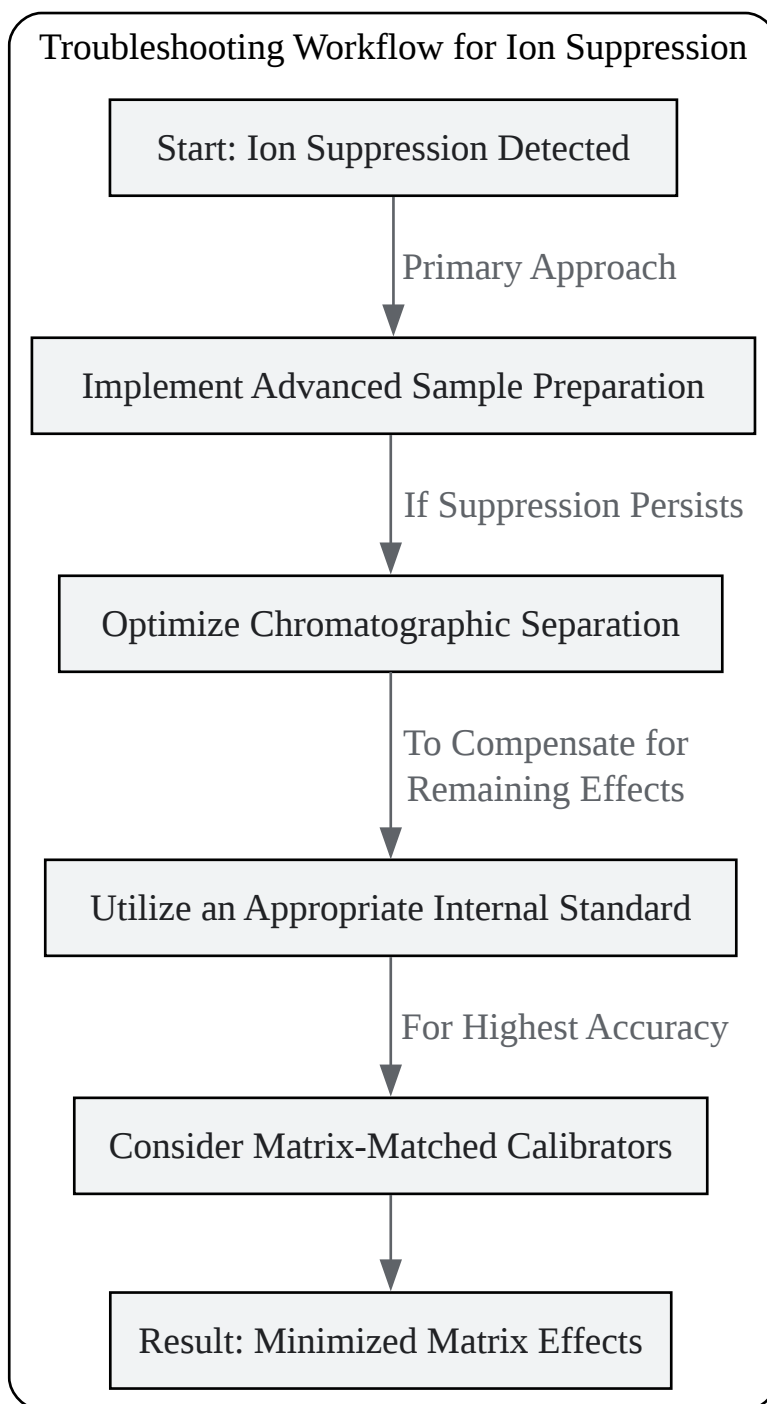 Troubleshooting Workflow for Ion Suppression
Start: Ion Suppression Detected
Primary Approach
Implement Advanced Sample Preparation
If Suppression Persists
Optimize Chromatographic Separation
To Compensate for
Remaining Effects
Utilize an Appropriate Internal Standard
For Highest Accuracy
Consider Matrix-Matched Calibrators
Result: Minimized Matrix Effects